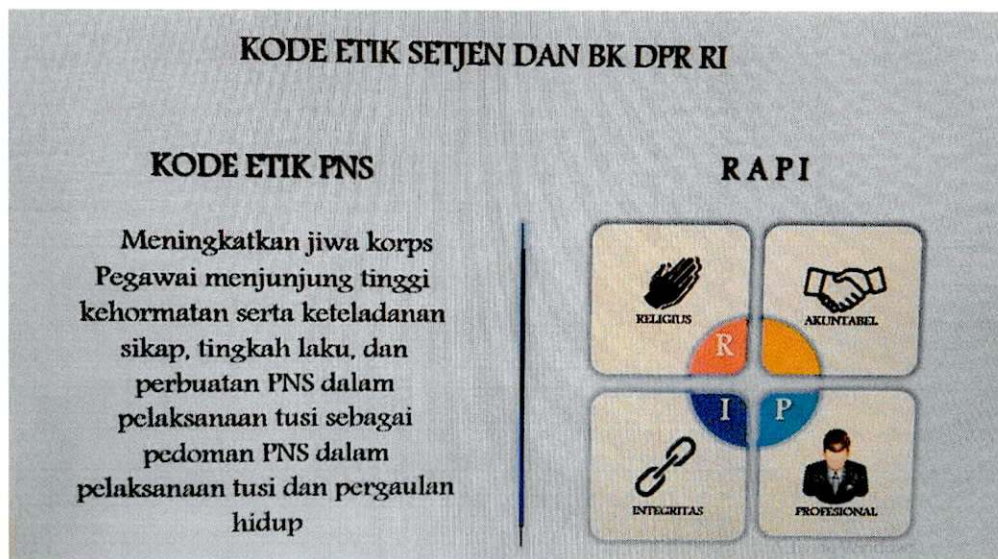 KODE ETIK SETJEN DAN BK DPR RI
KODE ETIK PNS
Meningkatkan jiwa korps
Pegawai menjunjung tinggi
kehormatan serta keteladanan
sikap, tingkah laku, dan
perbuatan PNS dalam
pelaksanaan tusi sebagai
pedoman PNS dalam
pelaksanaan tusi dan pergaulan
hidup
R A P I
RELIGIUS
AKUNTABEL
R
I
P
INTEGRITAS
PROFESIONAL